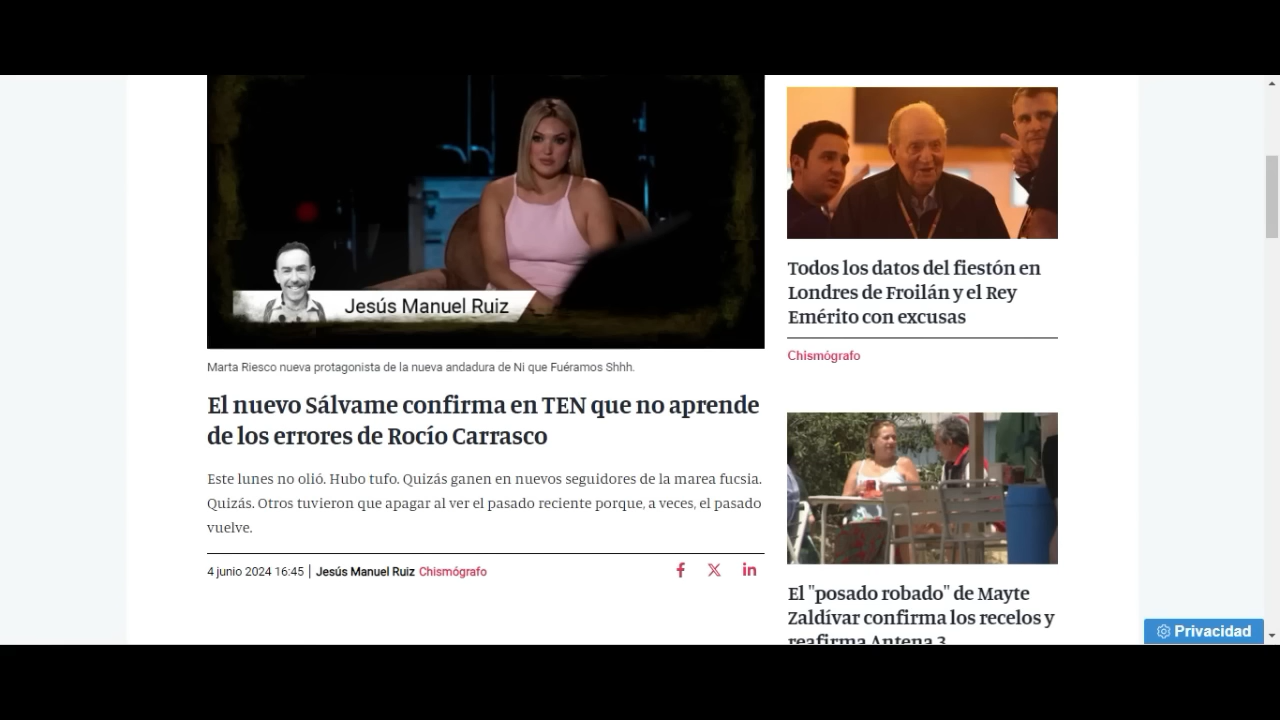 Jesús Manuel Ruiz
Marta Riesco nueva protagonista de la nueva andadura de Ni que Fuéramos Shhh.
El nuevo Sálvame confirma en TEN que no aprende
de los errores de Rocío Carrasco
Este lunes no olió. Hubo tufo. Quizás ganen en nuevos seguidores de la marea fucsia.
Quizás. Otros tuvieron que apagar al ver el pasado reciente porque, a veces, el pasado
vuelve.
4 junio 2024 16:45 | Jesús Manuel Ruiz Chismógrafo
Todos los datos del fiestón en
Londres de Froilán y el Rey
Emérito con excusas
Chismógrafo
El "posado robado" de Mayte
Zaldívar confirma los recelos y
reafirma Antena 3
Privacidad